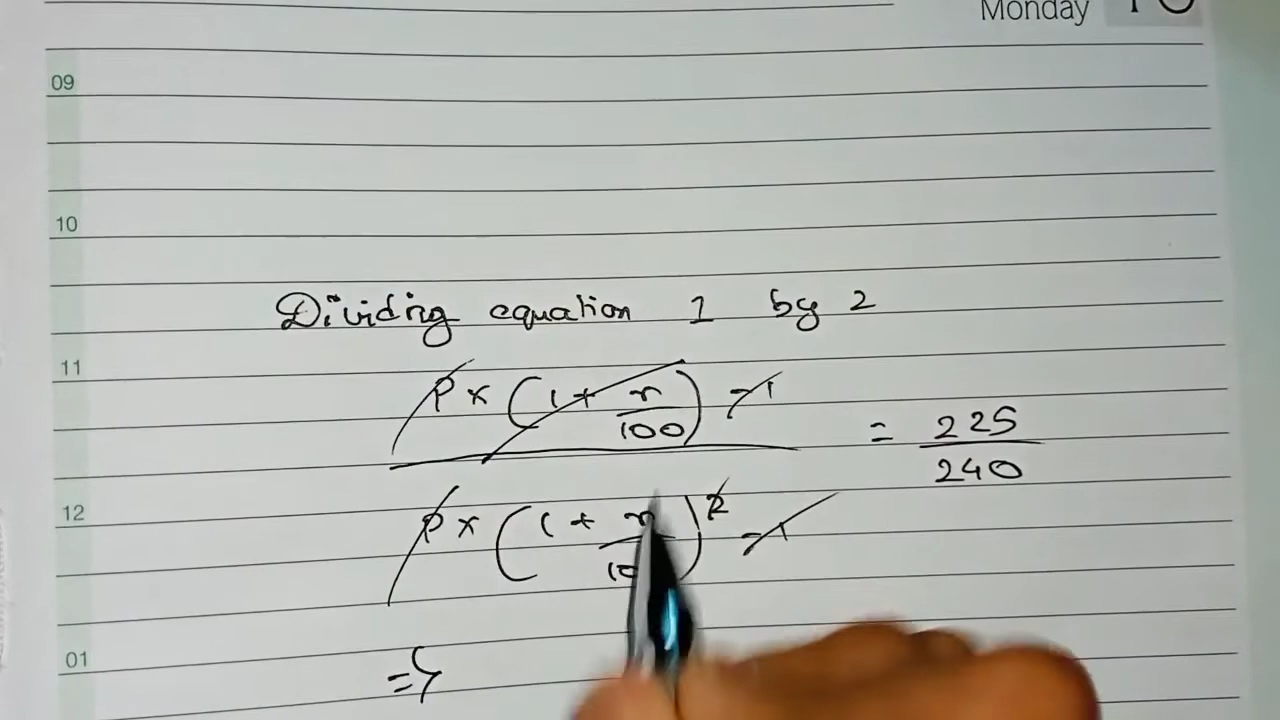 Monday
09
10
Dividing equation 1 by 2
11
P × (1 + r/100) - 1
= 225/240
12
P × (1 + r/10)² - 1
01
=>